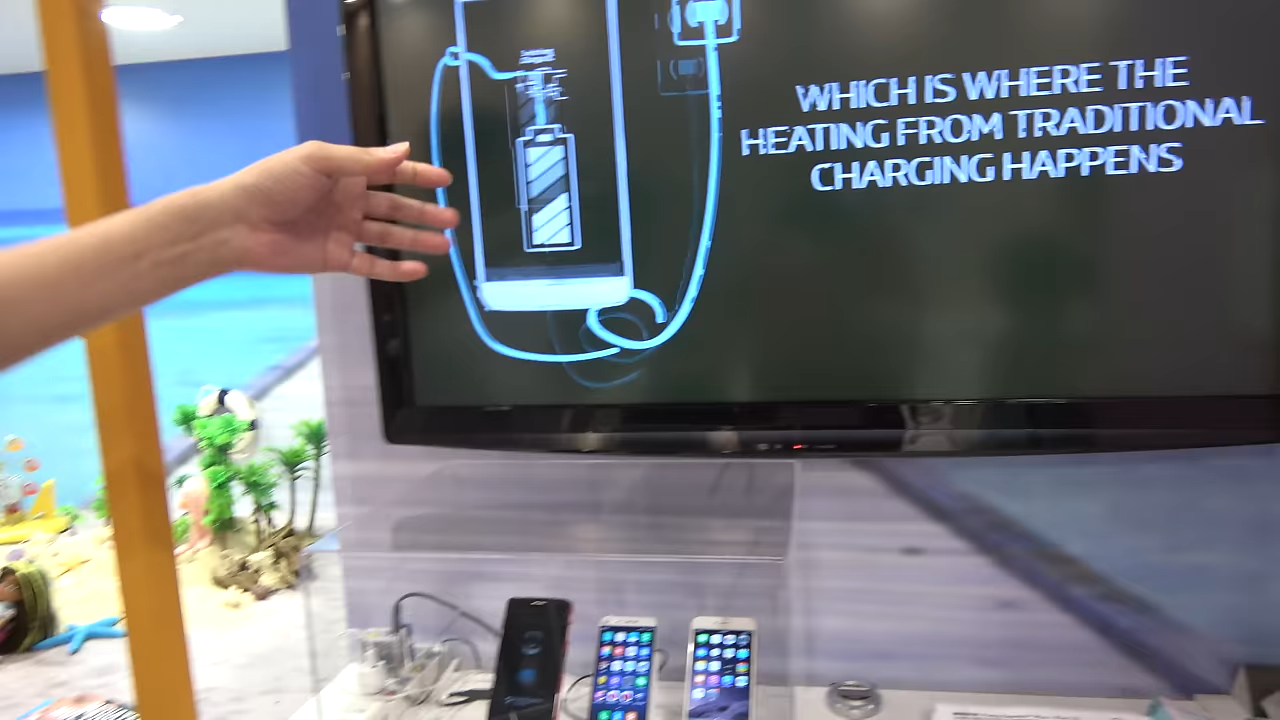 WHICH IS WHERE THE
HEATING FROM TRADITIONAL
CHARGING HAPPENS